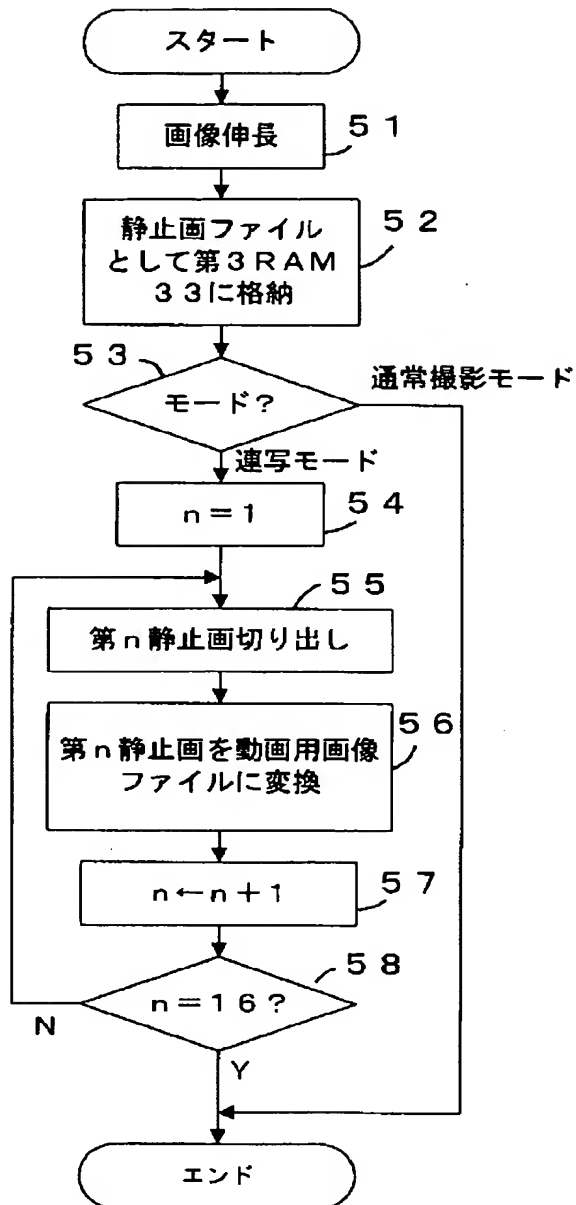 スタート
画像伸長
51
静止画ファイル
として第3RAM
33に格納
52
53
モード?
通常撮影モード
連写モード
n=1
54
55
第n静止画切り出し
第n静止画を動画用画像
ファイルに変換
56
n←n+1
57
58
n=16?
N
Y
エンド